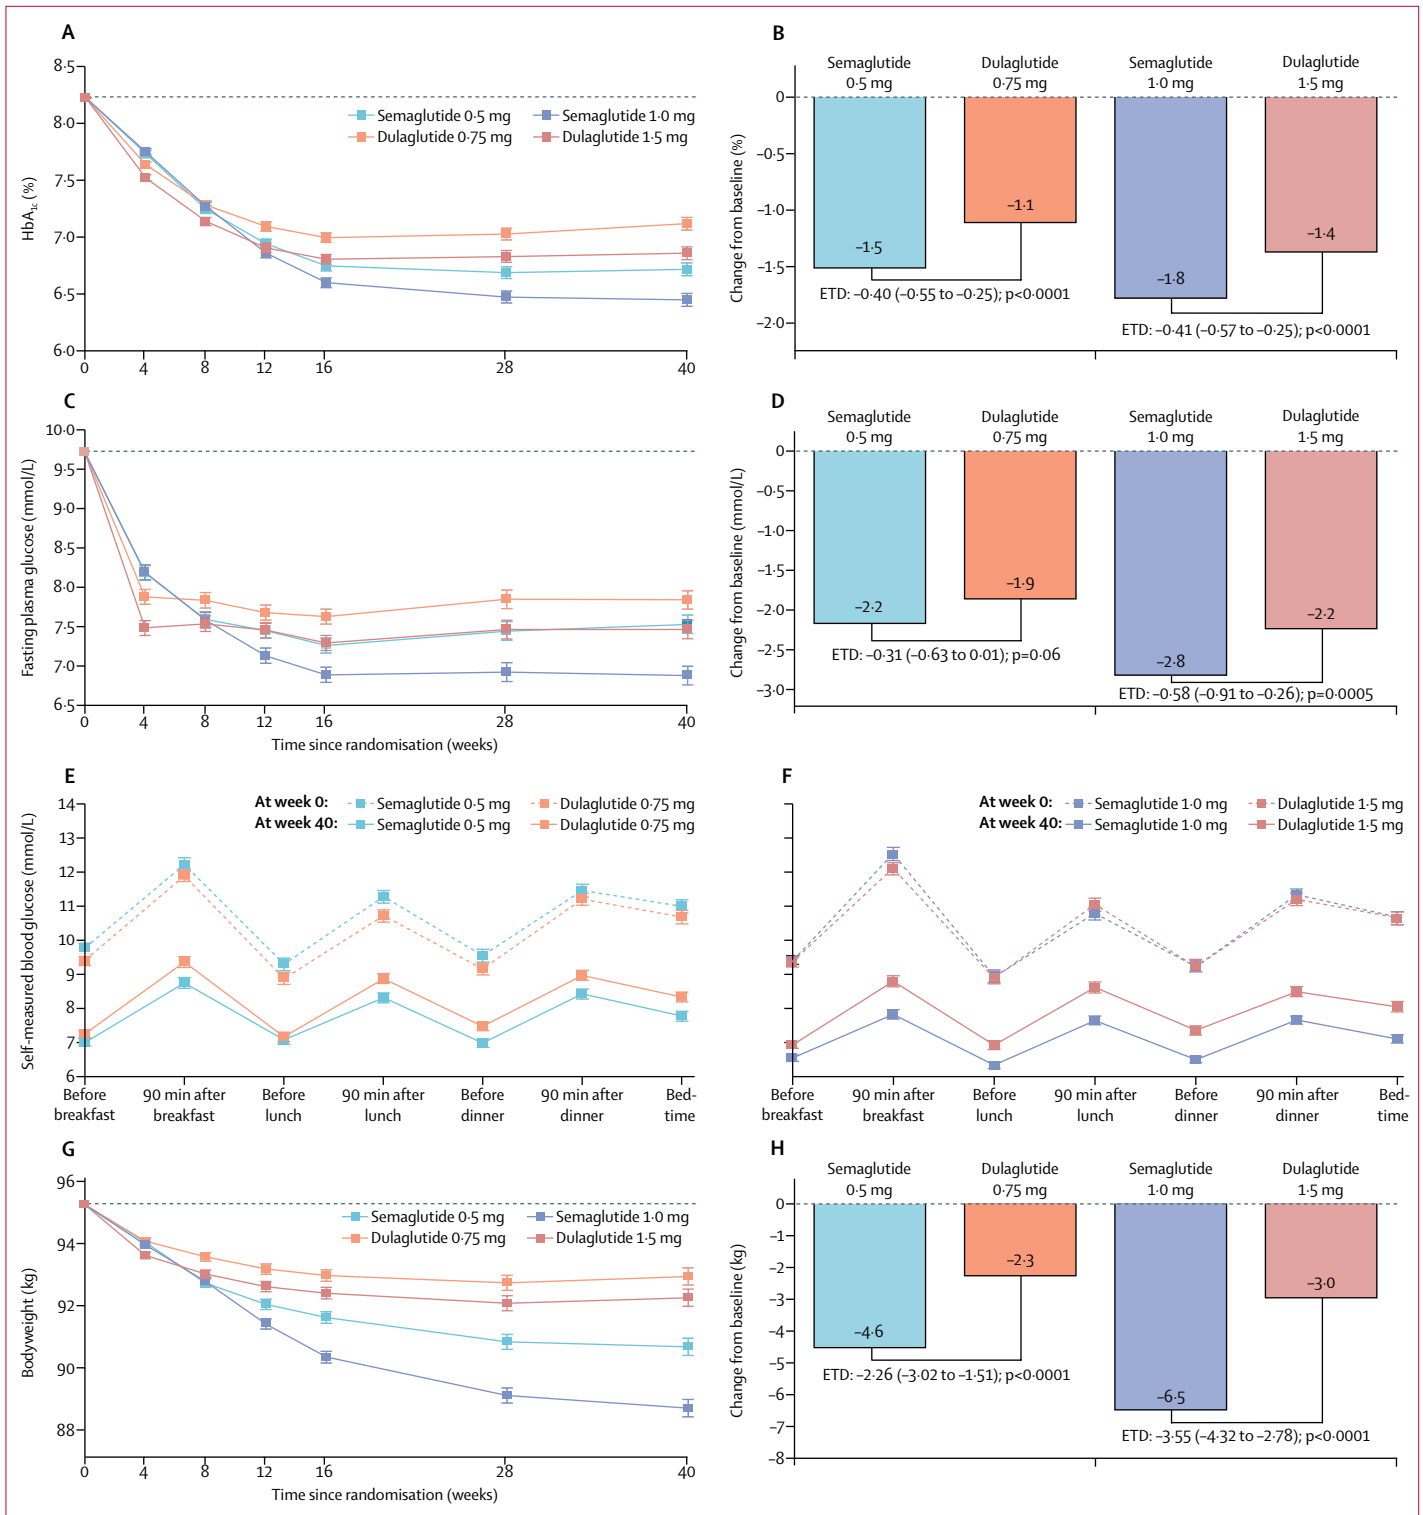 A
8·5
8·0
7·5
7·0
6·5
6·0
HbA1c (%)
Semaglutide 0·5 mg
Semaglutide 1·0 mg
Dulaglutide 0·75 mg
Dulaglutide 1·5 mg
0 4 8 12 16 28 40
B
Semaglutide 0·5 mg
Dulaglutide 0·75 mg
Semaglutide 1·0 mg
Dulaglutide 1·5 mg
0
–0·5
–1·0
–1·5
–2·0
Change from baseline (%)
–1·5
–1·1
–1·8
–1·4
ETD: –0·40 (–0·55 to –0·25); p<0·0001
ETD: –0·41 (–0·57 to –0·25); p<0·0001
C
10·0
9·5
9·0
8·5
8·0
7·5
7·0
6·5
Fasting plasma glucose (mmol/L)
0 4 8 12 16 28 40
Time since randomisation (weeks)
D
Semaglutide 0·5 mg
Dulaglutide 0·75 mg
Semaglutide 1·0 mg
Dulaglutide 1·5 mg
0
–0·5
–1·0
–1·5
–2·0
–2·5
–3·0
Change from baseline (mmol/L)
–2·2
–1·9
–2·8
–2·2
ETD: –0·31 (–0·63 to 0·01); p=0·06
ETD: –0·58 (–0·91 to –0·26); p=0·0005
E
14
13
12
11
10
9
8
7
6
Self-measured blood glucose (mmol/L)
At week 0: Semaglutide 0·5 mg Dulaglutide 0·75 mg
At week 40: Semaglutide 0·5 mg Dulaglutide 0·75 mg
Before breakfast
90 min after breakfast
Before lunch
90 min after lunch
Before dinner
90 min after dinner
Bed-time
F
At week 0: Semaglutide 1·0 mg Dulaglutide 1·5 mg
At week 40: Semaglutide 1·0 mg Dulaglutide 1·5 mg
Before breakfast
90 min after breakfast
Before lunch
90 min after lunch
Before dinner
90 min after dinner
Bed-time
G
96
94
92
90
88
Bodyweight (kg)
Semaglutide 0·5 mg
Semaglutide 1·0 mg
Dulaglutide 0·75 mg
Dulaglutide 1·5 mg
0 4 8 12 16 28 40
Time since randomisation (weeks)
H
Semaglutide 0·5 mg
Dulaglutide 0·75 mg
Semaglutide 1·0 mg
Dulaglutide 1·5 mg
0
–1
–2
–3
–4
–5
–6
–7
–8
Change from baseline (kg)
–4·6
–2·3
–6·5
–3·0
ETD: –2·26 (–3·02 to –1·51); p<0·0001
ETD: –3·55 (–4·32 to –2·78); p<0·0001